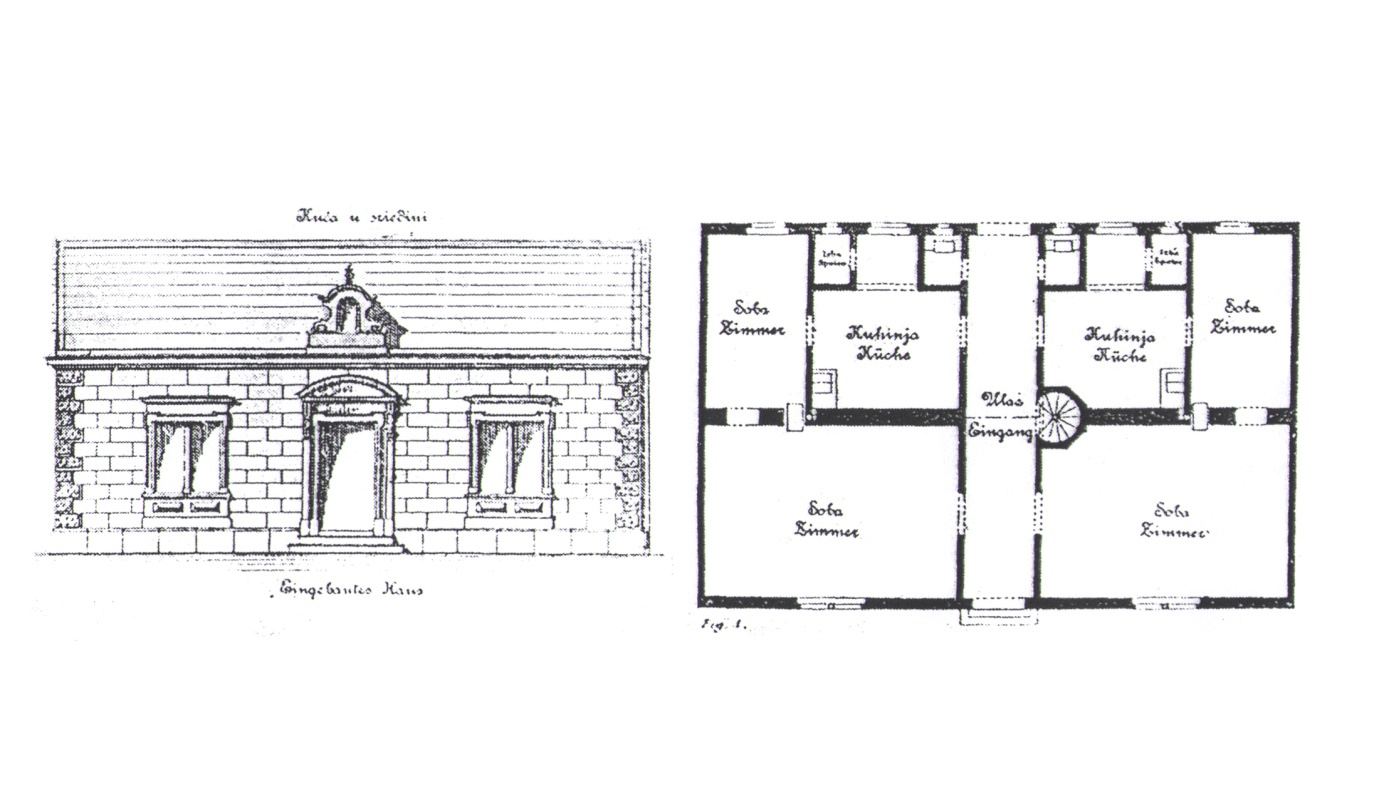 Kuća u sriedini
Eingebautes Haus
Soba
Zimmer
Kuhinja
Küche
Ulaz
Eingang
Kuhinja
Küche
Soba
Zimmer
Soba
Zimmer
Soba
Zimmer
Fig. 1.